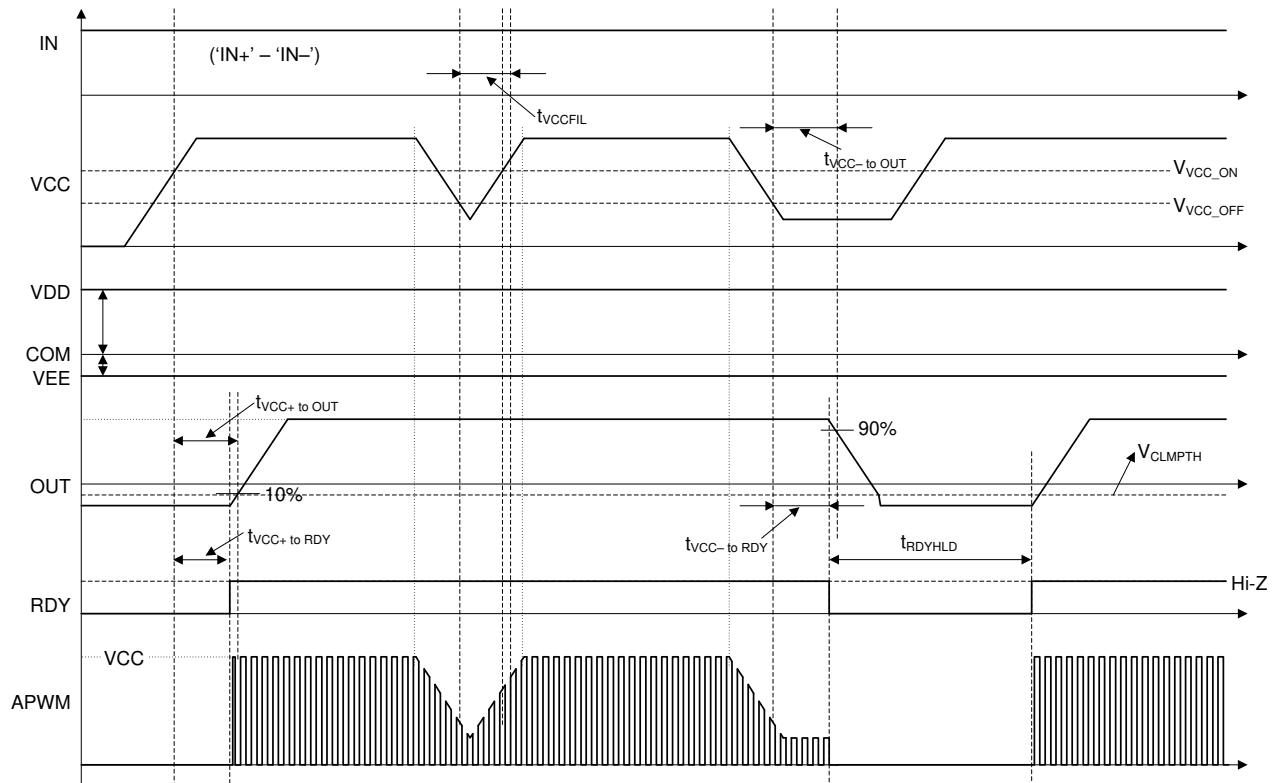 IN
('IN+' – 'IN–')
tVCCFIL
tVCC– to OUT
VCC
VVCC_ON
VVCC_OFF
VDD
COM
VEE
tVCC+ to OUT
90%
VCLMPTH
OUT
10%
tVCC+ to RDY
tVCC– to RDY
tRDYHLD
Hi-Z
RDY
VCC
APWM